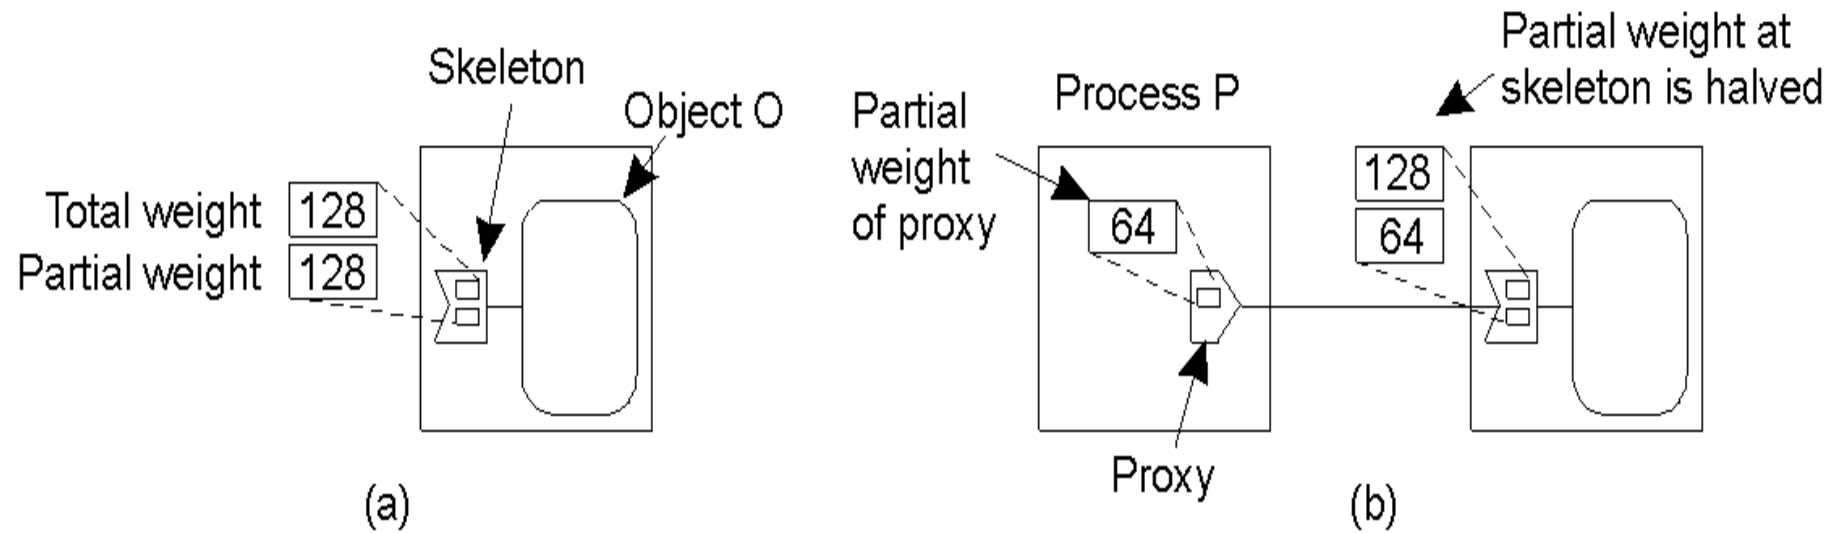 Skeleton
Object O
Total weight 128
Partial weight 128
(a)
Partial
weight
of proxy
Process P
64
Proxy
Partial weight at
skeleton is halved
128
64
(b)